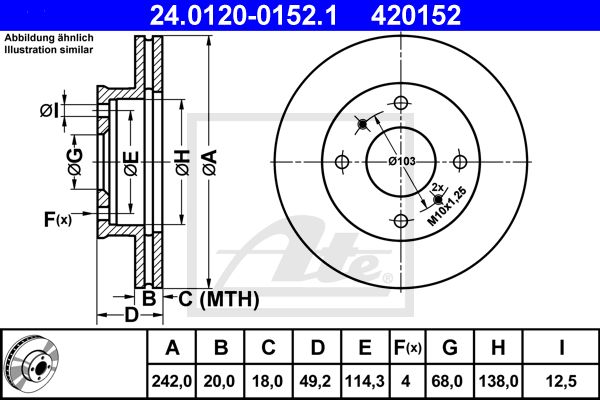 24.0120-0152.1 420152
Abbildung ähnlich
Illustration similar
ØI
ØG
ØE
ØH
ØA
F(x)
B
C (MTH)
D
Ø103
2x
M10x1,25
Ate
A B C D E F(x) G H I
242,0 20,0 18,0 49,2 114,3 4 68,0 138,0 12,5